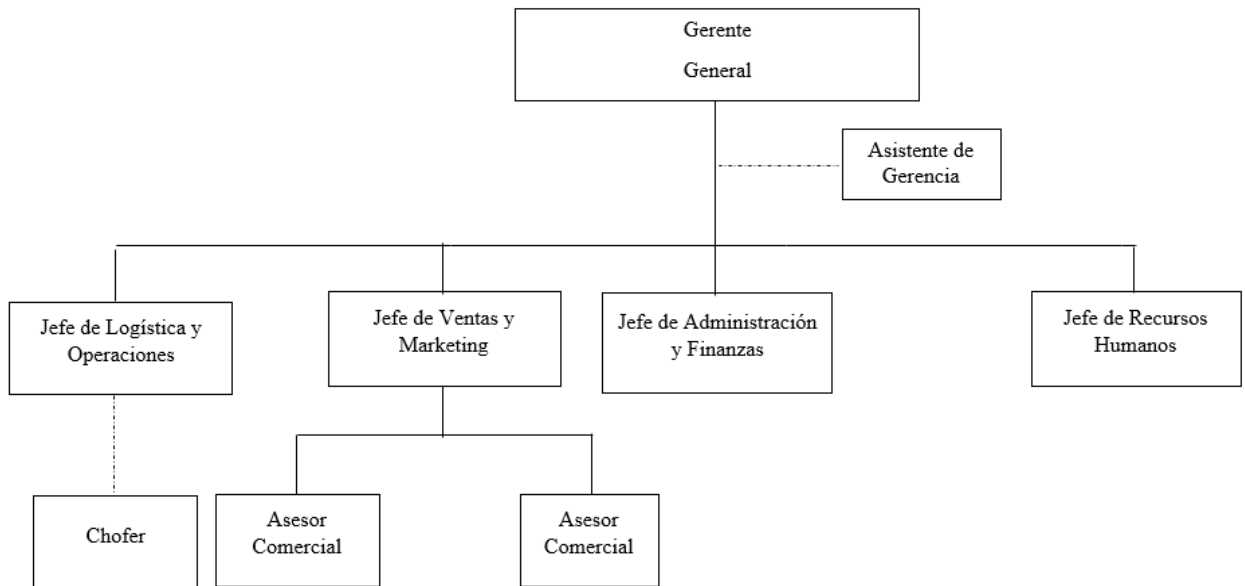 Gerente
General
Asistente de
Gerencia
Jefe de Logística y
Operaciones
Jefe de Ventas y
Marketing
Jefe de Administración
y Finanzas
Jefe de Recursos
Humanos
Chofer
Asesor
Comercial
Asesor
Comercial